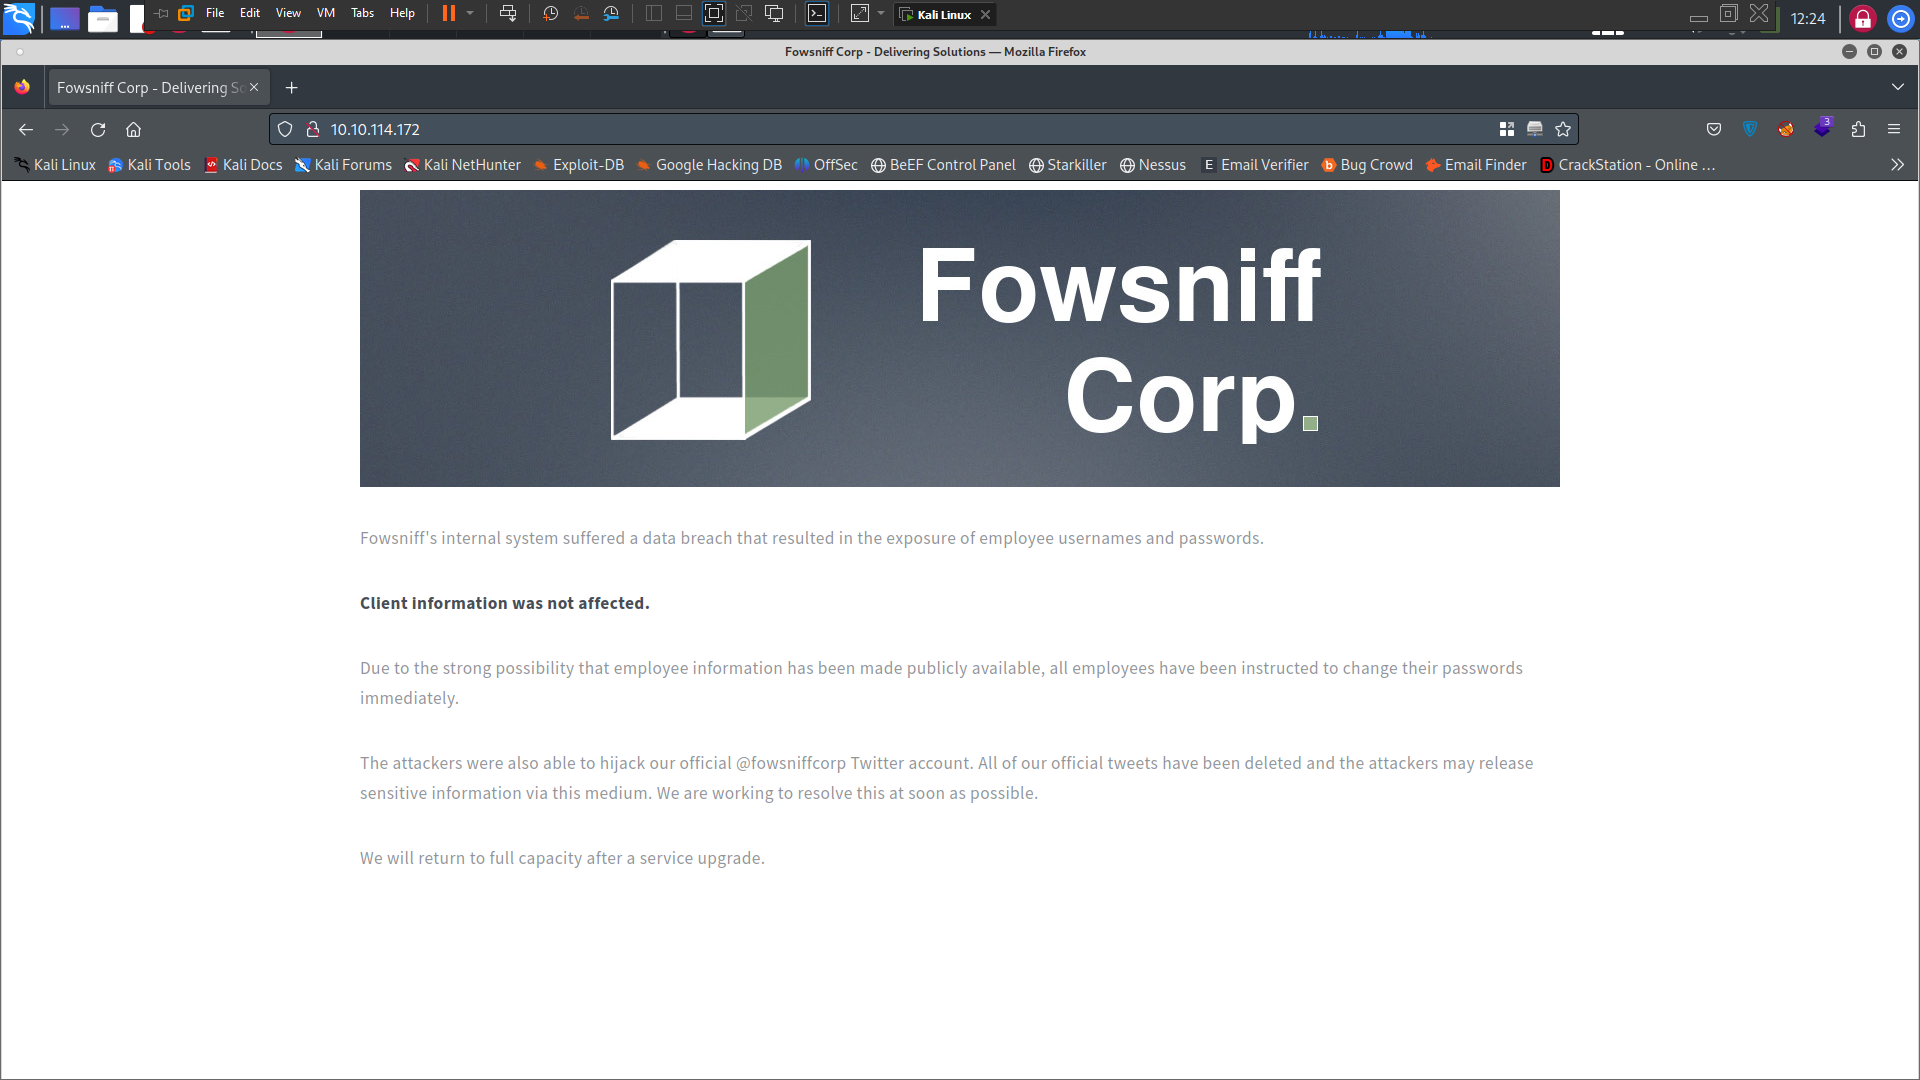 File Edit View VM Tabs Help Kali Linux 12:24
Fowsniff Corp - Delivering Solutions — Mozilla Firefox
Fowsniff Corp - Delivering S
10.10.114.172 3
Kali Linux Kali Tools Kali Docs Kali Forums Kali NetHunter Exploit-DB Google Hacking DB OffSec BeEF Control Panel Starkiller Nessus E Email Verifier b Bug Crowd Email Finder D CrackStation - Online …
Fowsniff
Corp.
Fowsniff's internal system suffered a data breach that resulted in the exposure of employee usernames and passwords.
Client information was not affected.
Due to the strong possibility that employee information has been made publicly available, all employees have been instructed to change their passwords
immediately.
The attackers were also able to hijack our official @fowsniffcorp Twitter account. All of our official tweets have been deleted and the attackers may release
sensitive information via this medium. We are working to resolve this at soon as possible.
We will return to full capacity after a service upgrade.